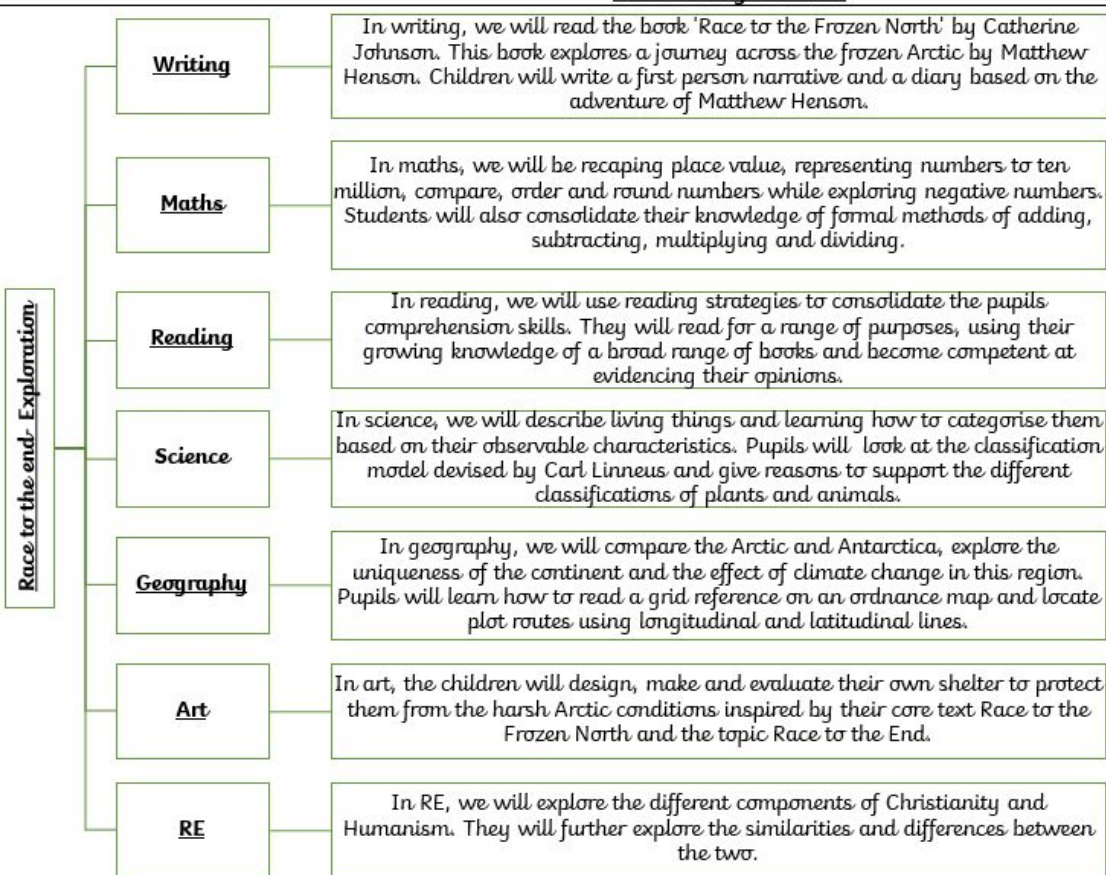 Race to the end- Exploration
Writing
In writing, we will read the book 'Race to the Frozen North' by Catherine
Johnson. This book explores a journey across the frozen Arctic by Matthew
Henson. Children will write a first person narrative and a diary based on the
adventure of Matthew Henson.
Maths
In maths, we will be recaping place value, representing numbers to ten
million, compare, order and round numbers while exploring negative numbers.
Students will also consolidate their knowledge of formal methods of adding,
subtracting, multiplying and dividing.
Reading
In reading, we will use reading strategies to consolidate the pupils
comprehension skills. They will read for a range of purposes, using their
growing knowledge of a broad range of books and become competent at
evidencing their opinions.
Science
In science, we will describe living things and learning how to categorise them
based on their observable characteristics. Pupils will look at the classification
model devised by Carl Linneus and give reasons to support the different
classifications of plants and animals.
Geography
In geography, we will compare the Arctic and Antarctica, explore the
uniqueness of the continent and the effect of climate change in this region.
Pupils will learn how to read a grid reference on an ordnance map and locate
plot routes using longitudinal and latitudinal lines.
Art
In art, the children will design, make and evaluate their own shelter to protect
them from the harsh Arctic conditions inspired by their core text Race to the
Frozen North and the topic Race to the End.
RE
In RE, we will explore the different components of Christianity and
Humanism. They will further explore the similarities and differences between
the two.